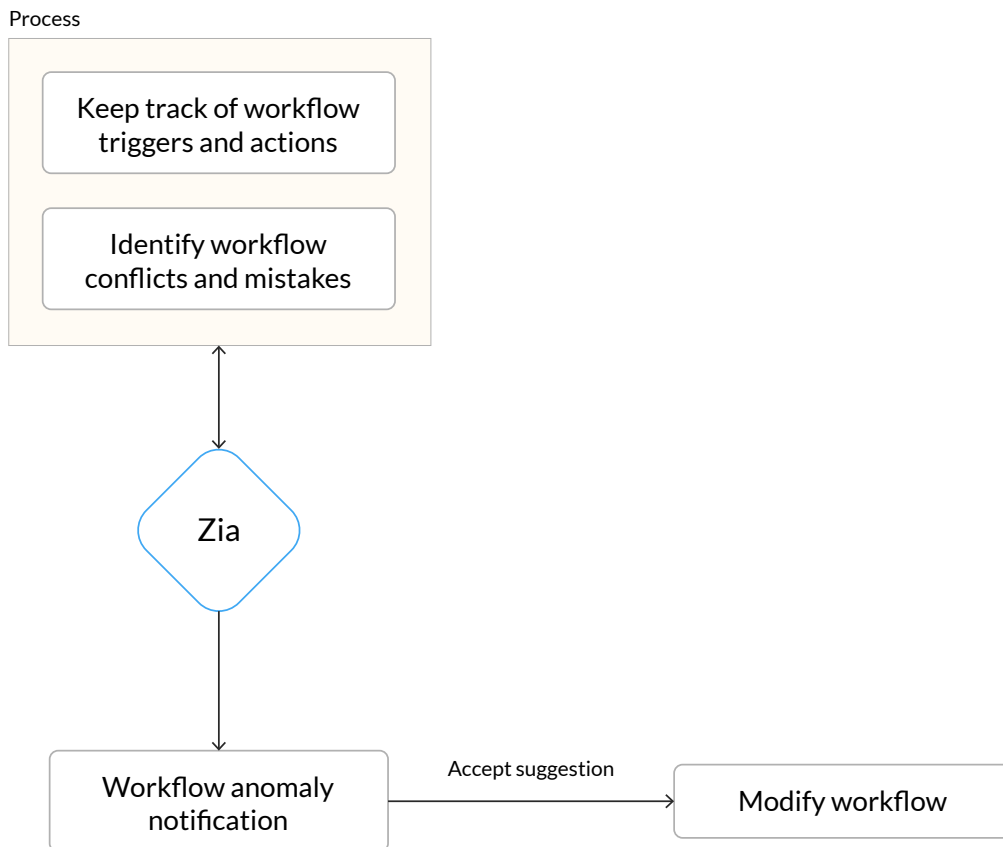 Process
Keep track of workflow
triggers and actions
Identify workflow
conflicts and mistakes
Zia
Workflow anomaly
notification
Accept suggestion
Modify workflow